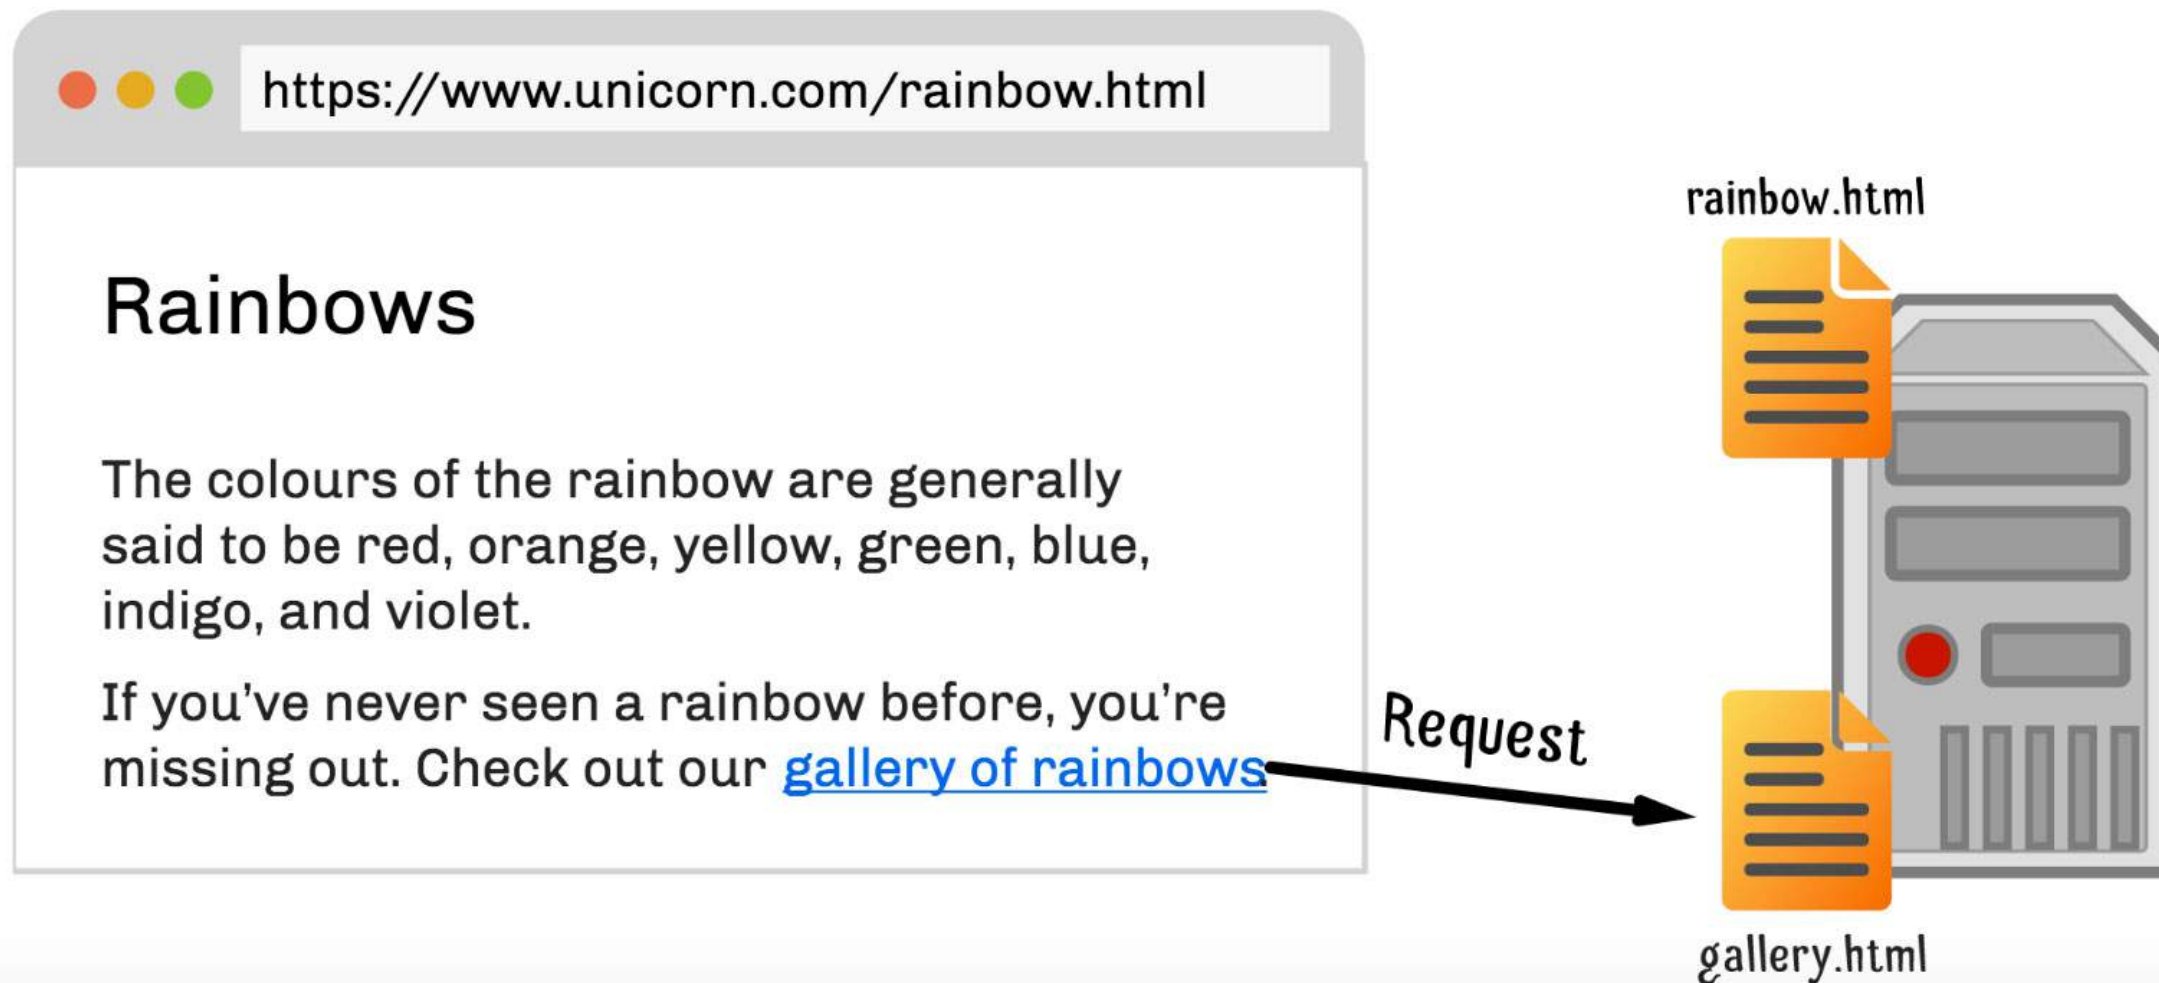 https://www.unicorn.com/rainbow.html
Rainbows
The colours of the rainbow are generally
said to be red, orange, yellow, green, blue,
indigo, and violet.
If you've never seen a rainbow before, you're
missing out. Check out our gallery of rainbows.
Request
rainbow.html
gallery.html